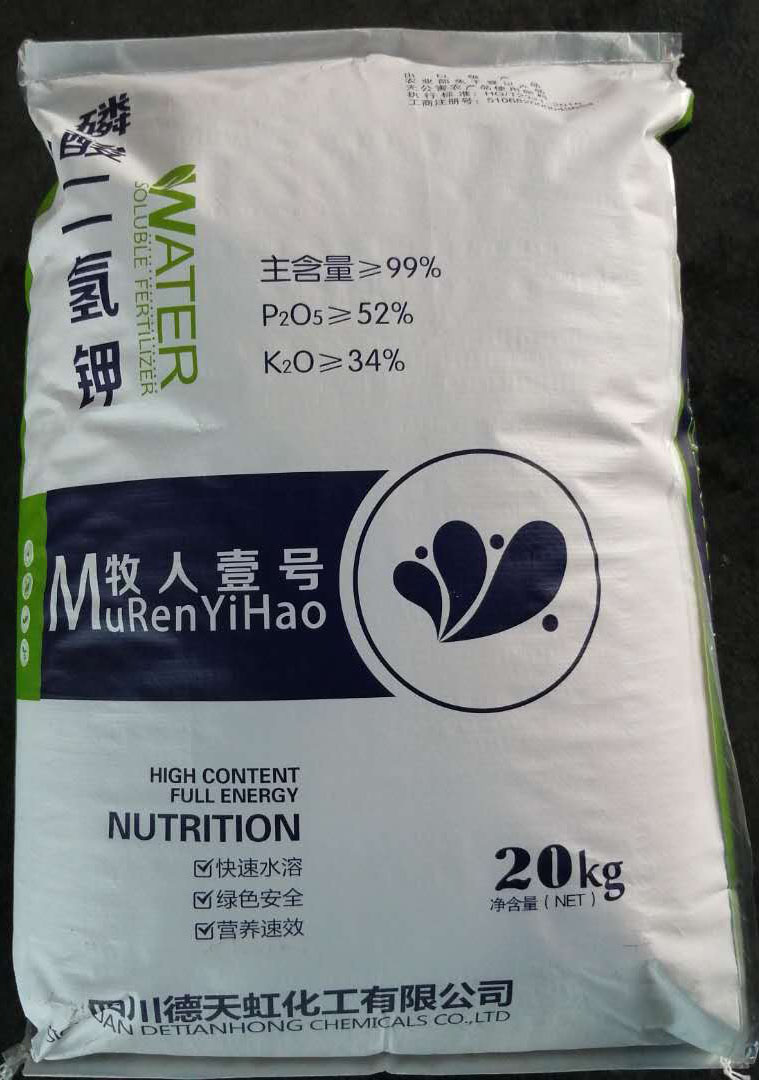 磷酸二氢钾
WATER
SOLUBLE FERTILIZER
主含量≥99%
P2O5≥52%
K2O≥34%
牧人壹号
MuRenYiHao
HIGH CONTENT
FULL ENERGY
NUTRITION
快速水溶
绿色安全
营养速效
20kg
净含量(NET)
四川德天虹化工有限公司
DETIANHONG CHEMICALS CO.,LTD